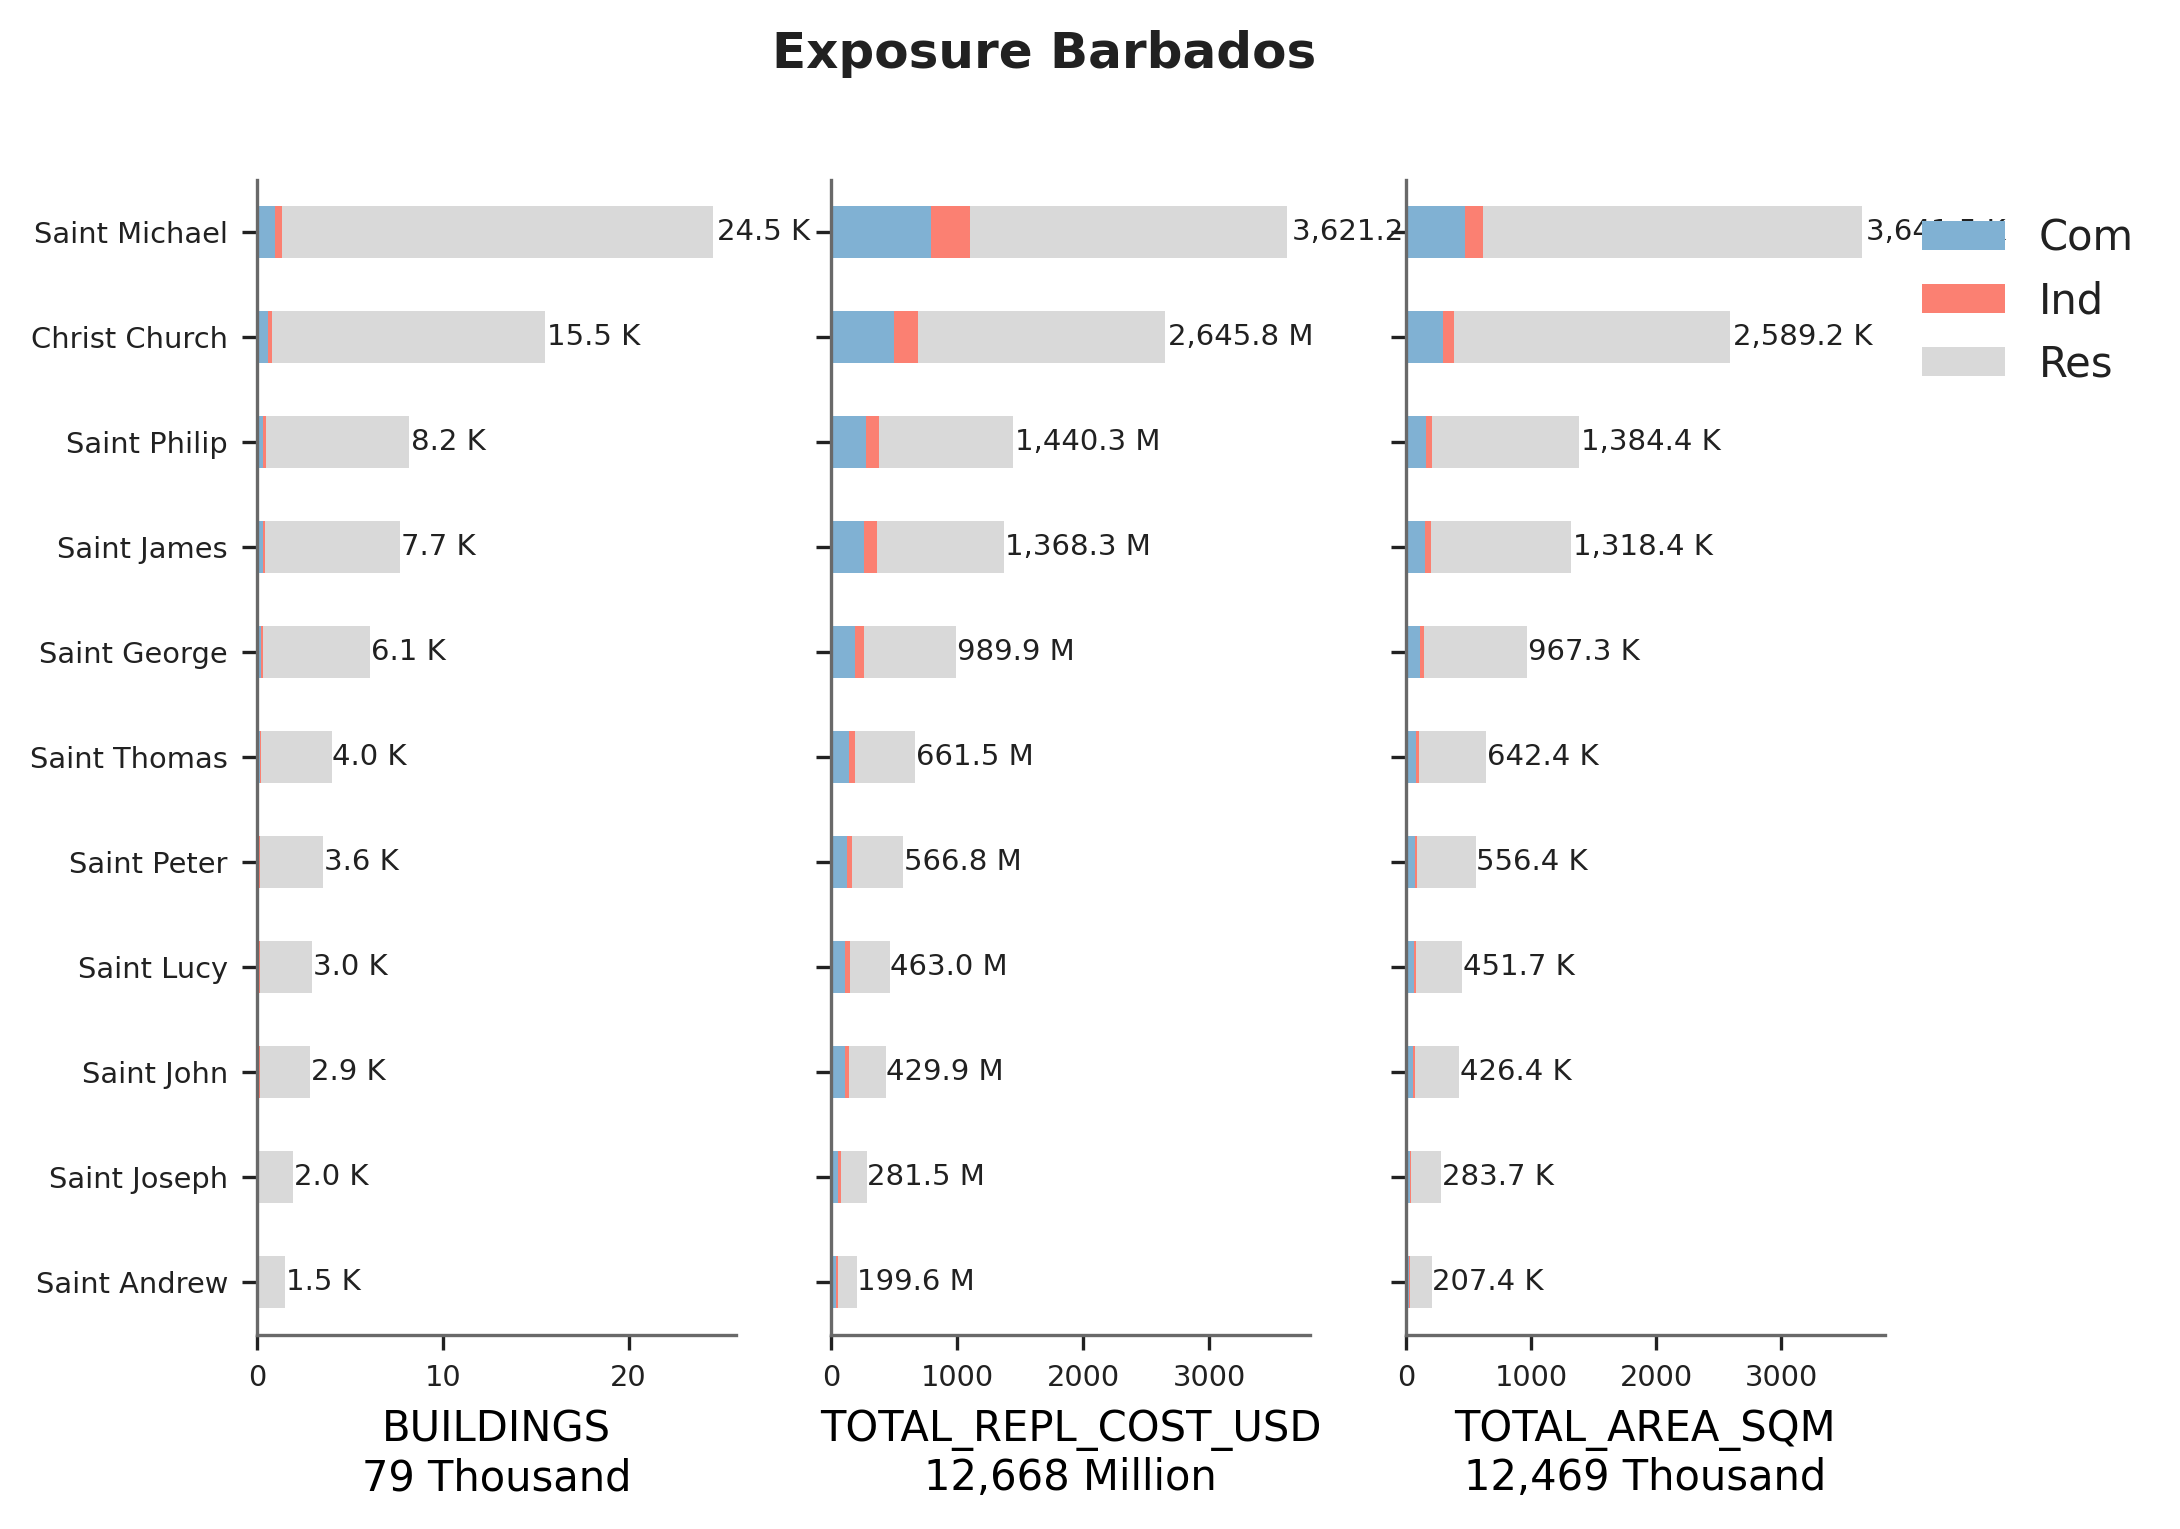 Exposure Barbados
Saint Michael 24.5 K 3,621.2
Com
Christ Church 15.5 K 2,645.8 M 2,589.2 K
Ind
Res
Saint Philip 8.2 K 1,440.3 M 1,384.4 K
Saint James 7.7 K 1,368.3 M 1,318.4 K
Saint George 6.1 K 989.9 M 967.3 K
Saint Thomas 4.0 K 661.5 M 642.4 K
Saint Peter 3.6 K 566.8 M 556.4 K
Saint Lucy 3.0 K 463.0 M 451.7 K
Saint John 2.9 K 429.9 M 426.4 K
Saint Joseph 2.0 K 281.5 M 283.7 K
Saint Andrew 1.5 K 199.6 M 207.4 K
0 10 20 0 1000 2000 3000 0 1000 2000 3000
BUILDINGS TOTAL_REPL_COST_USD TOTAL_AREA_SQM
79 Thousand 12,668 Million 12,469 Thousand